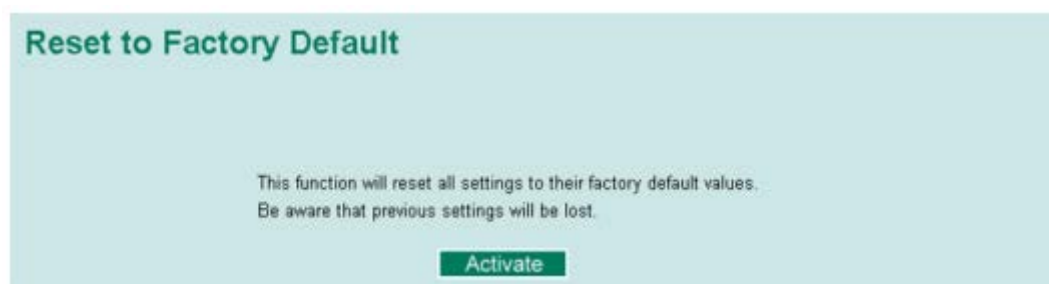 Reset to Factory Default
This function will reset all settings to their factory default values.
Be aware that previous settings will be lost.
Activate